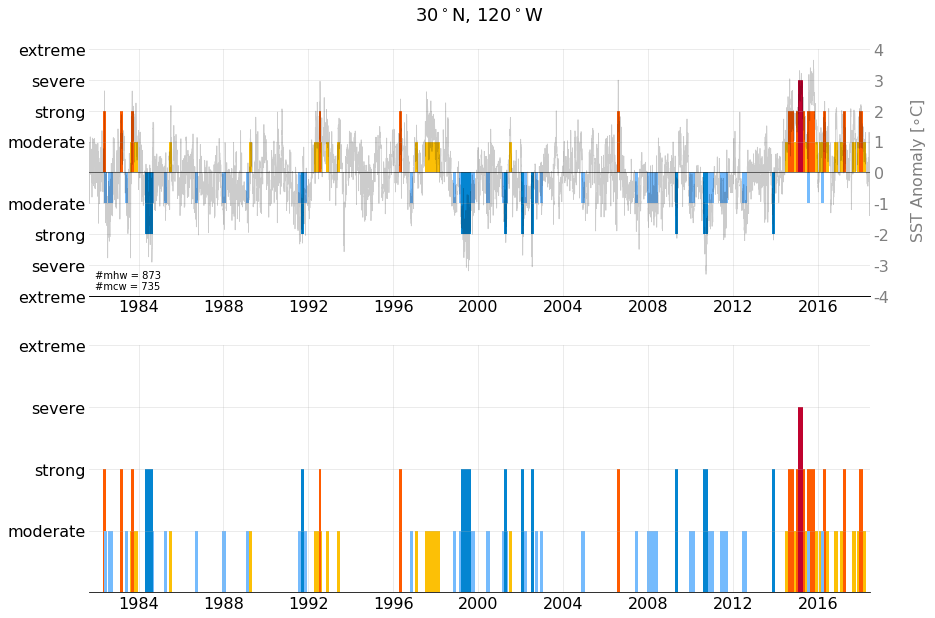 30°N, 120°W
extreme
severe
strong
moderate
moderate
strong
severe
extreme
4
3
2
1
0
-1
-2
-3
-4
SST Anomaly [∘C]
#mhw = 873
#mcw = 735
1984 1988 1992 1996 2000 2004 2008 2012 2016
extreme
severe
strong
moderate
1984 1988 1992 1996 2000 2004 2008 2012 2016